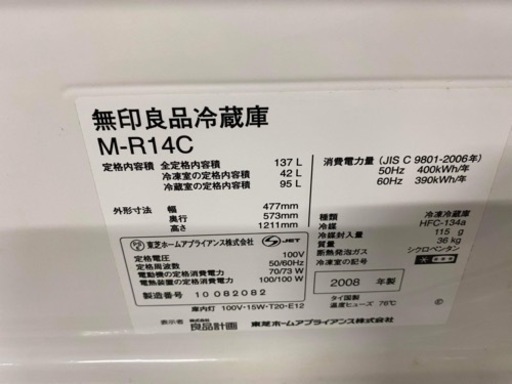 無印良品冷蔵庫
M-R14C
定格内容積 全定格内容積 137 L
冷凍室の定格内容積 42 L
冷蔵室の定格内容積 95 L
外形寸法 幅 477mm
奥行 573mm
高さ 1211mm
東芝ホームアプライアンス株式会社 S-JET
定格電圧 100V
定格周波数 50/60Hz
電動機の定格消費電力 70/73 W
電熱装置の定格消費電力 100/100 W
製造番号 10082082
庫内灯 100V-15W-T20-E12
消費電力量 (JIS C 9801-2006年)
50Hz 400kWh/年
60Hz 390kWh/年
種類 冷凍冷蔵庫
冷媒 HFC-134a
冷媒封入量 115 g
質量 36 kg
断熱発泡ガス シクロペンタン
冷凍室の記号
2008 年製
タイ国製
温度ヒューズ 76℃
表示者 株式会社 良品計画 東芝ホームアプライアンス株式会社